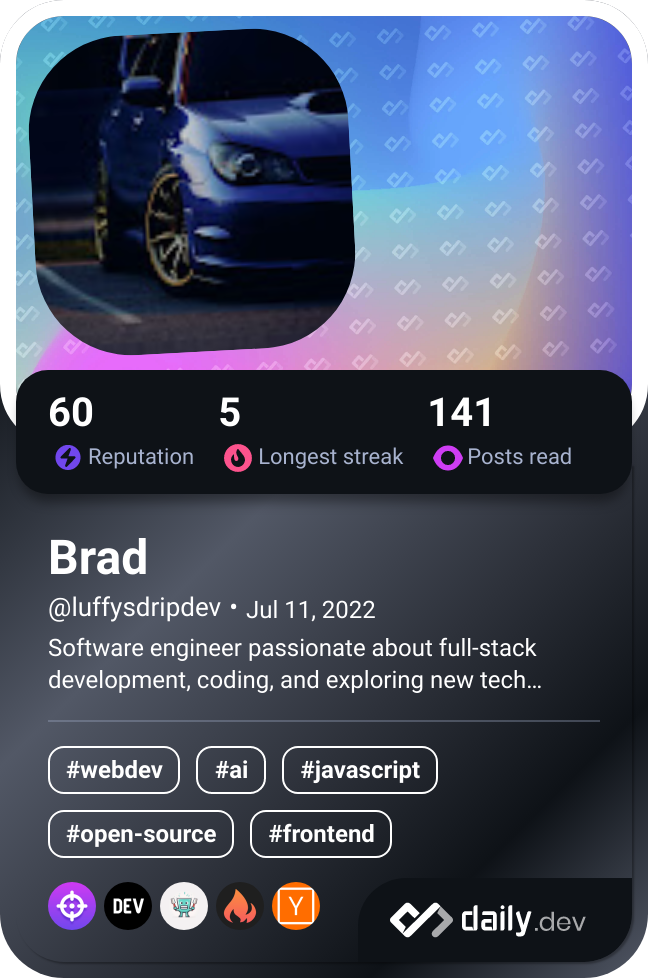 60 5 141
Reputation Longest streak Posts read
Brad
@luffysdripdev • Jul 11, 2022
Software engineer passionate about full-stack
development, coding, and exploring new tech…
#webdev #ai #javascript
#open-source #frontend
DEV Y daily.dev